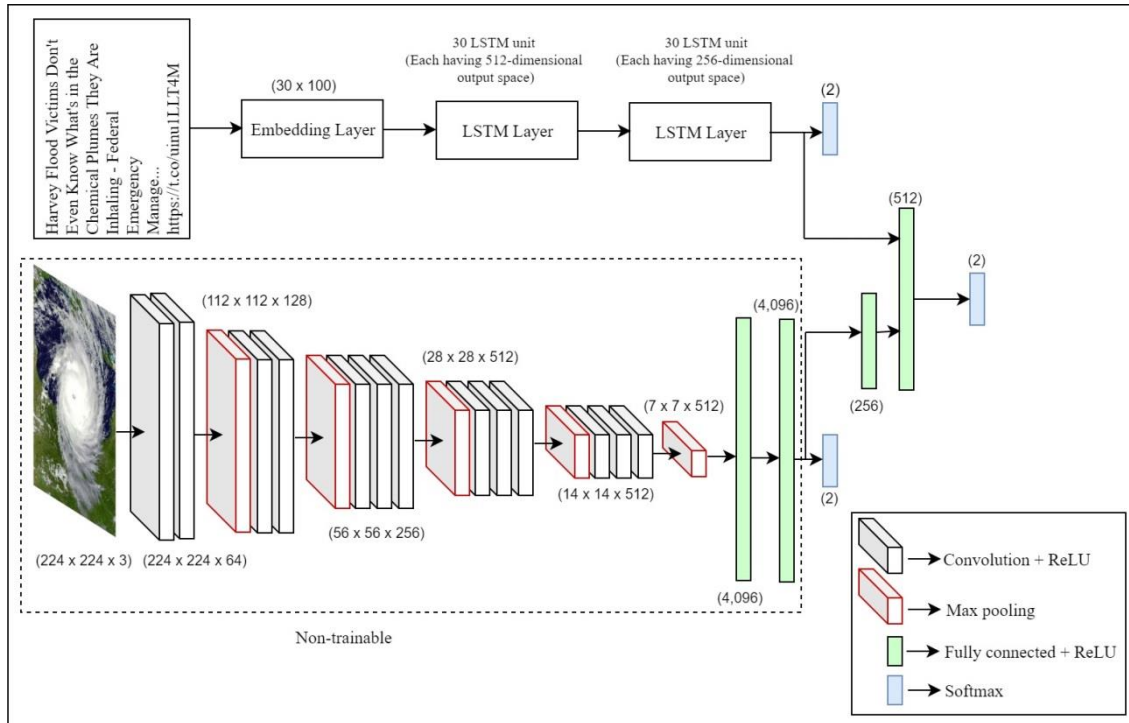 Harvey Flood Victims Don't
Even Know What's in the
Chemical Plumes They Are
Inhaling - Federal
Emergency
Manage...
https://t.co/uinu1LLT4M
(30 x 100)
Embedding Layer
30 LSTM unit
(Each having 512-dimensional
output space)
LSTM Layer
30 LSTM unit
(Each having 256-dimensional
output space)
LSTM Layer
(2)
(512)
(2)
(224 x 224 x 3)
(224 x 224 x 64)
(112 x 112 x 128)
(56 x 56 x 256)
(28 x 28 x 512)
(14 x 14 x 512)
(7 x 7 x 512)
(4,096)
(4,096)
(256)
(2)
Non-trainable
Convolution + ReLU
Max pooling
Fully connected + ReLU
Softmax